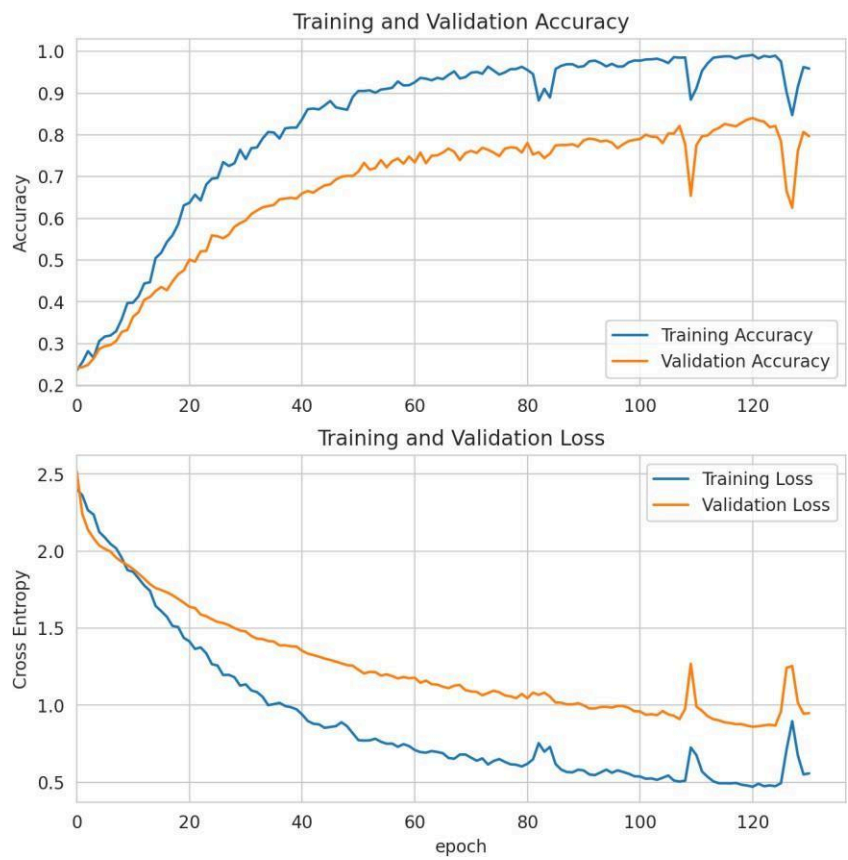 Training and Validation Accuracy
1.0
0.9
0.8
0.7
0.6
0.5
0.4
0.3
0.2
Accuracy
Training Accuracy
Validation Accuracy
0 20 40 60 80 100 120
Training and Validation Loss
2.5
2.0
1.5
1.0
0.5
Cross Entropy
Training Loss
Validation Loss
0 20 40 60 80 100 120
epoch